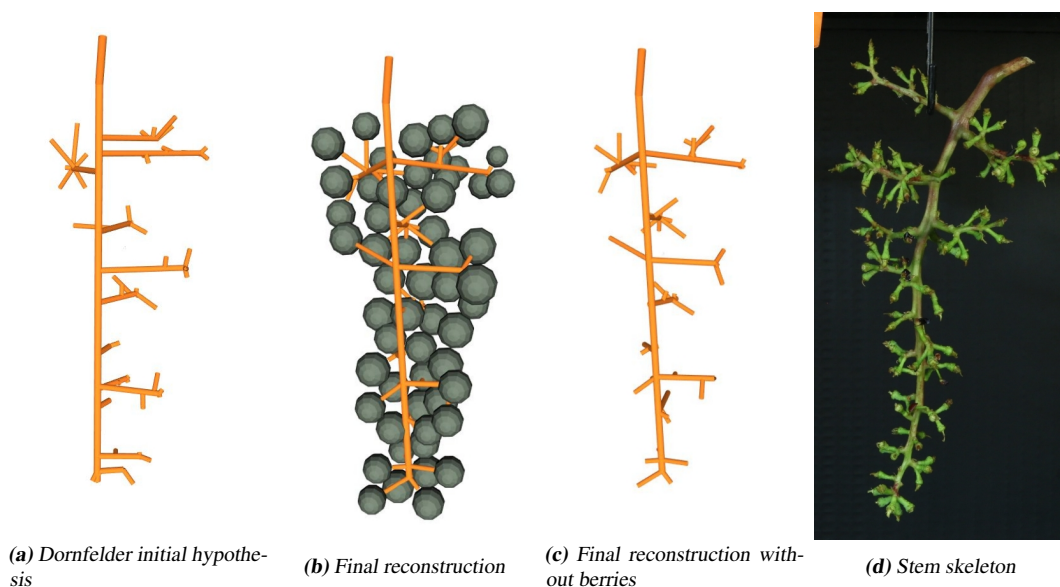 (a) Dornfelder initial hypothe-
sis
(b) Final reconstruction
(c) Final reconstruction with-
out berries
(d) Stem skeleton